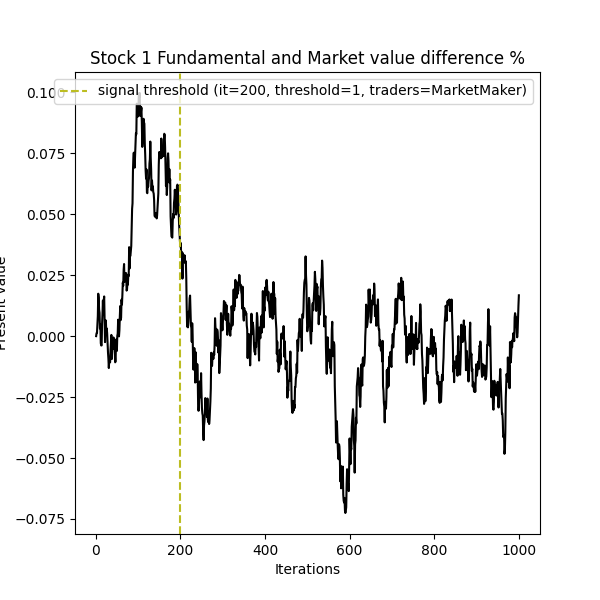 Stock 1 Fundamental and Market value difference %
signal threshold (it=200, threshold=1, traders=MarketMaker)
0.100
0.075
0.050
0.025
0.000
−0.025
−0.050
−0.075
Present value
0 200 400 600 800 1000
Iterations